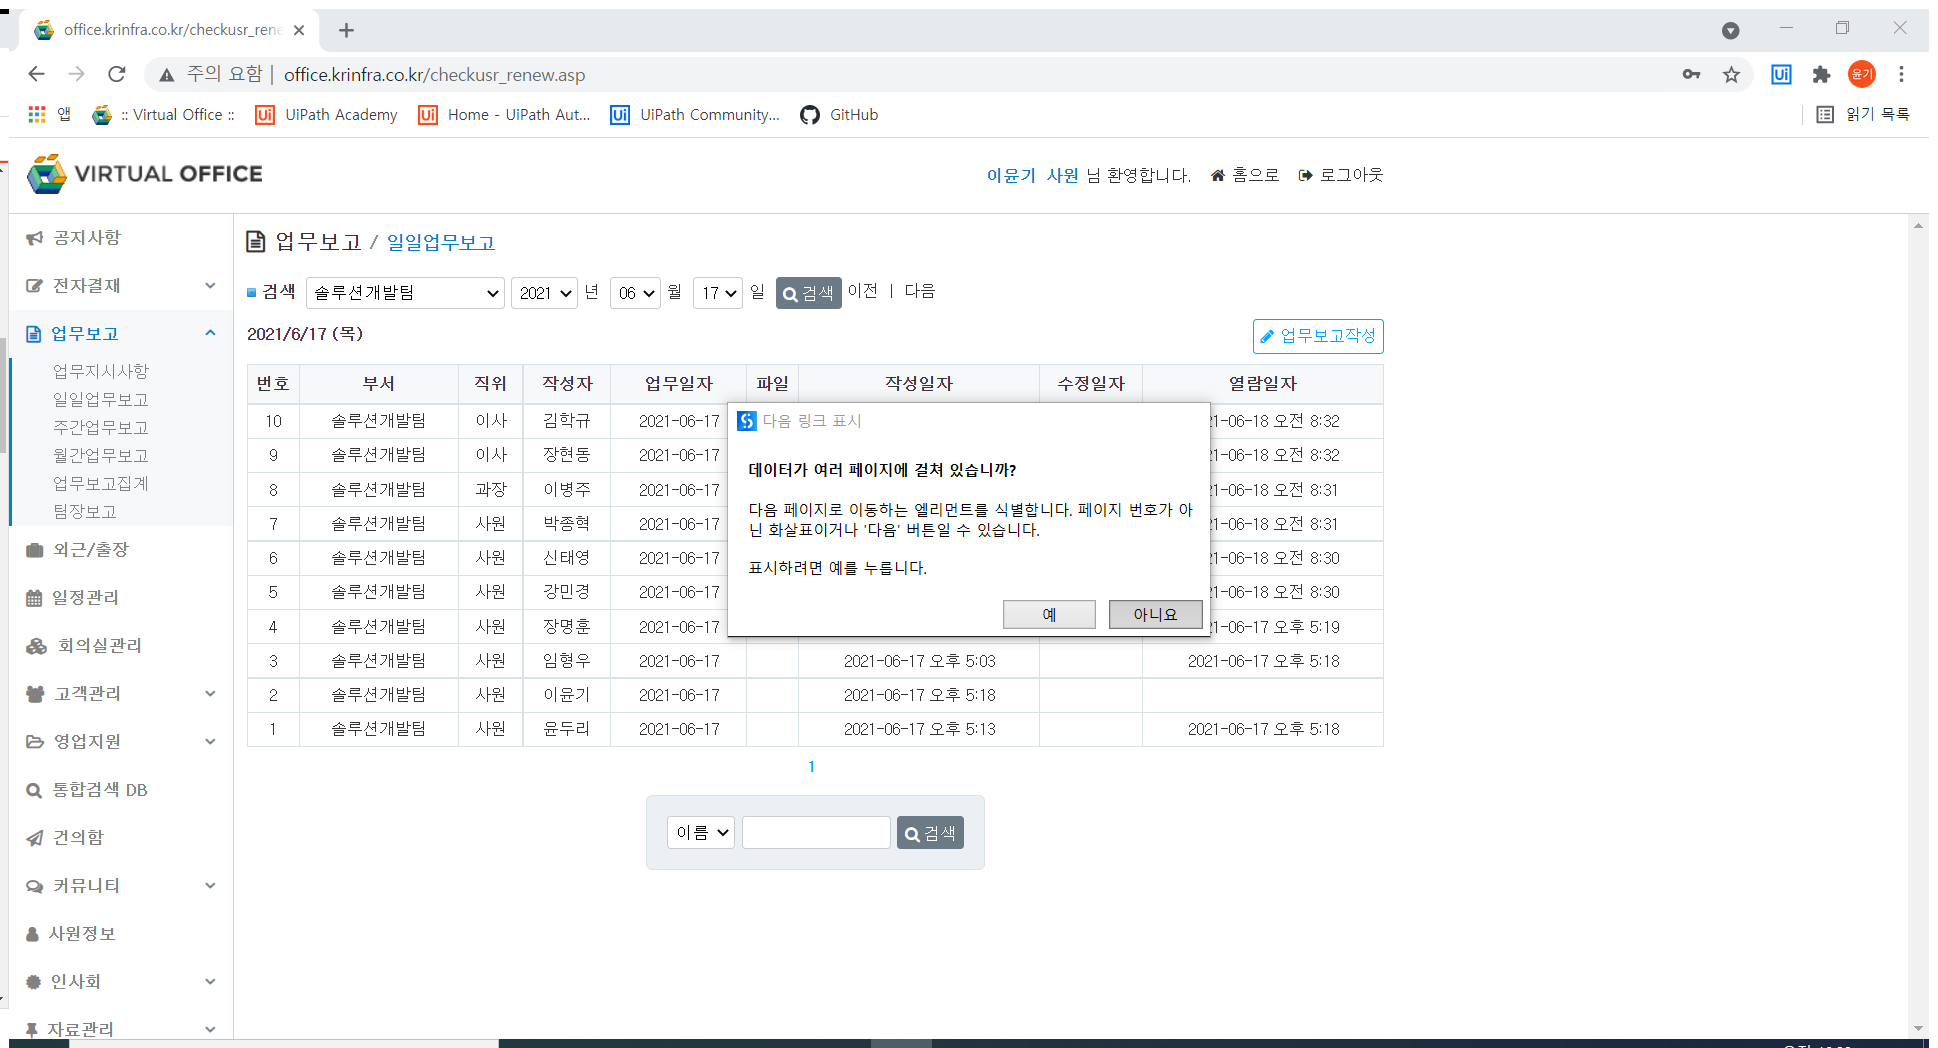 office.krinfra.co.kr/checkusr_rene
주의 요함 | office.krinfra.co.kr/checkusr_renew.asp
윤기
앱 :: Virtual Office :: UiPath Academy Home - UiPath Aut... UiPath Community... GitHub 읽기 목록
VIRTUAL OFFICE
이윤기 사원 님 환영합니다. 홈으로 로그아웃
공지사항
전자결재
업무보고
업무지시사항
일일업무보고
주간업무보고
월간업무보고
업무보고집계
팀장보고
외근/출장
일정관리
회의실관리
고객관리
영업지원
통합검색 DB
건의함
커뮤니티
사원정보
인사회
자료관리
업무보고 / 일일업무보고
검색 솔루션개발팀 2021 년 06 월 17 일 검색 이전 | 다음
2021/6/17 (목)
업무보고작성
번호 부서 직위 작성자 업무일자 파일 작성일자 수정일자 열람일자
10 솔루션개발팀 이사 김학규 2021-06-17 1-06-18 오전 8:32
9 솔루션개발팀 이사 장현동 2021-06-17 1-06-18 오전 8:32
8 솔루션개발팀 과장 이병주 2021-06-17 1-06-18 오전 8:31
7 솔루션개발팀 사원 박종혁 2021-06-17 1-06-18 오전 8:31
6 솔루션개발팀 사원 신태영 2021-06-17 1-06-18 오전 8:30
5 솔루션개발팀 사원 강민경 2021-06-17 1-06-18 오전 8:30
4 솔루션개발팀 사원 장명훈 2021-06-17 1-06-17 오후 5:19
3 솔루션개발팀 사원 임형우 2021-06-17 2021-06-17 오후 5:03 2021-06-17 오후 5:18
2 솔루션개발팀 사원 이윤기 2021-06-17 2021-06-17 오후 5:18
1 솔루션개발팀 사원 윤두리 2021-06-17 2021-06-17 오후 5:13 2021-06-17 오후 5:18
1
이름 검색
다음 링크 표시
데이터가 여러 페이지에 걸쳐 있습니까?
다음 페이지로 이동하는 엘리먼트를 식별합니다. 페이지 번호가 아
닌 화살표이거나 '다음' 버튼일 수 있습니다.
표시하려면 예를 누릅니다.
예 아니요